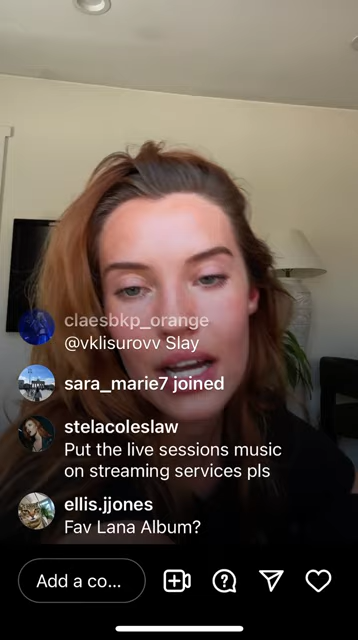 claesbkp_orange
@vklisurovv Slay
sara_marie7 joined
stelacoleslaw
Put the live sessions music
on streaming services pls
ellis.jjones
Fav Lana Album?
Add a co...